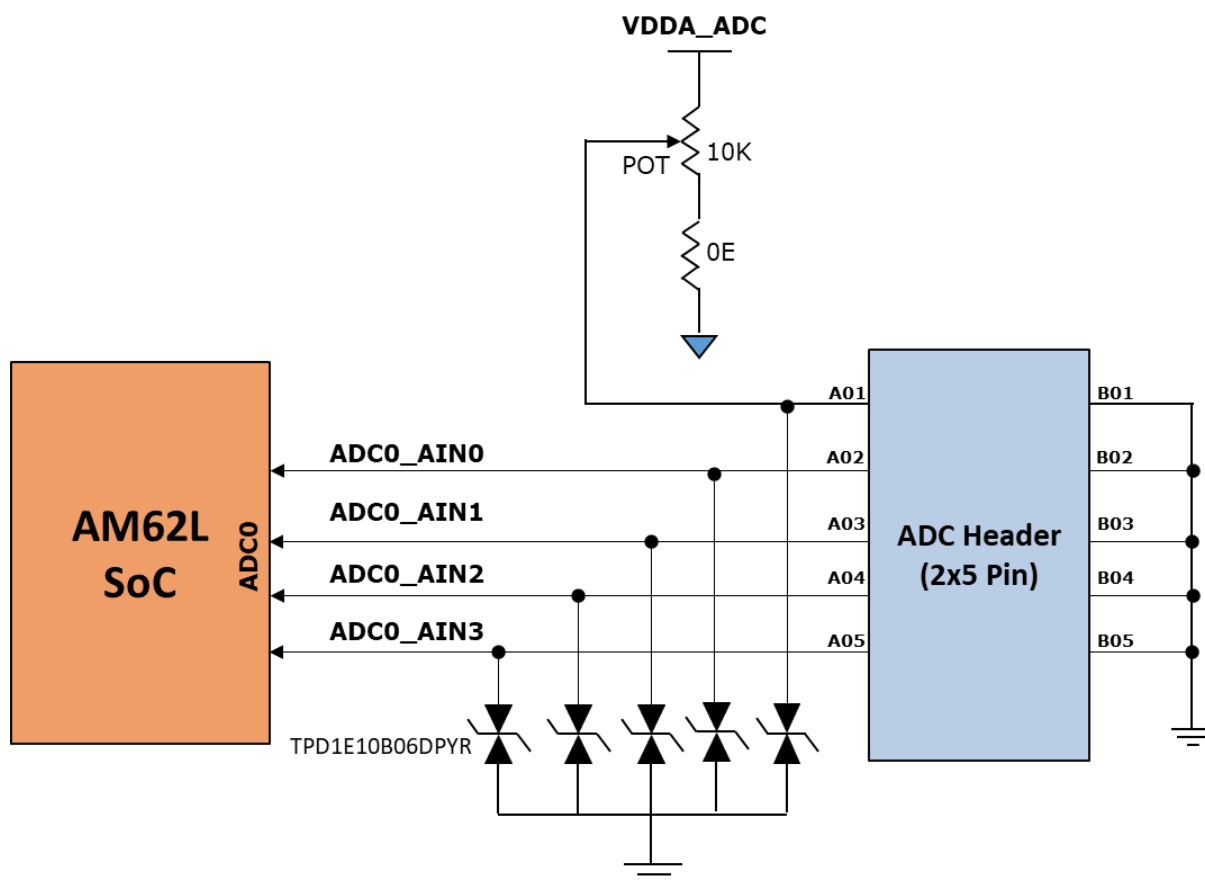 VDDA_ADC
10K
POT
0E
A01
B01
ADC0_AIN0
A02
B02
ADC0_AIN1
A03
B03
AM62L
SoC
ADC0
ADC Header
(2x5 Pin)
ADC0_AIN2
A04
B04
ADC0_AIN3
A05
B05
TPD1E10B06DPYR